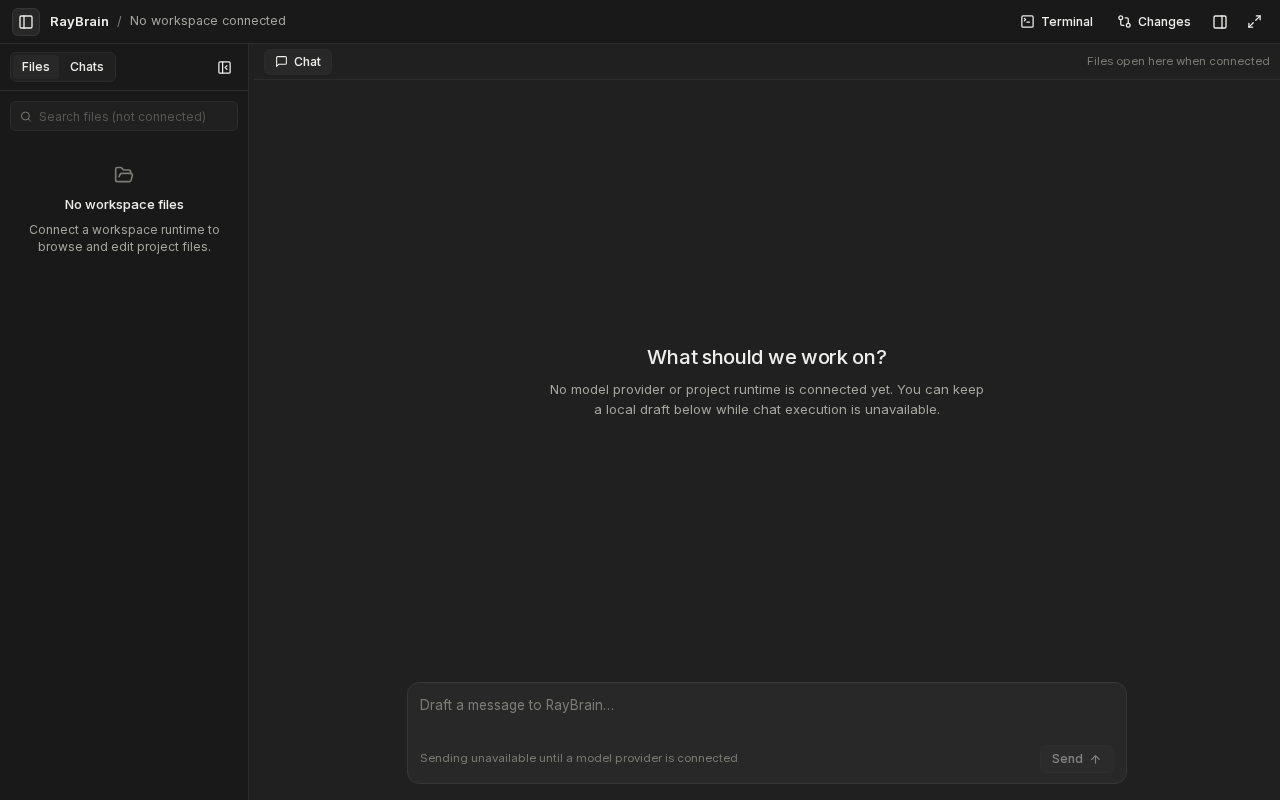 RayBrain / No workspace connected
Terminal
Changes
Files
Chats
Search files (not connected)
No workspace files
Connect a workspace runtime to
browse and edit project files.
Chat
Files open here when connected
What should we work on?
No model provider or project runtime is connected yet. You can keep
a local draft below while chat execution is unavailable.
Draft a message to RayBrain…
Sending unavailable until a model provider is connected
Send